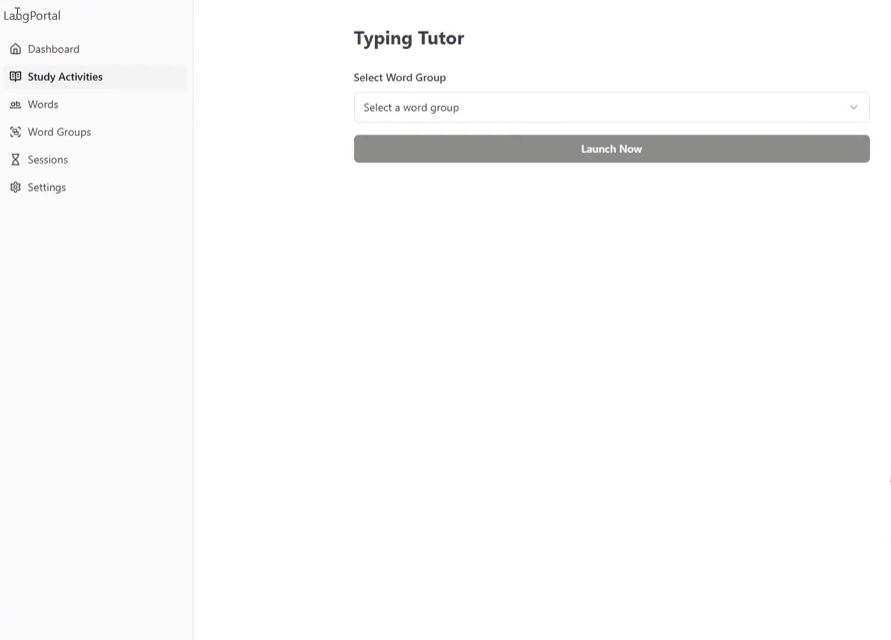 LangPortal
Dashboard
Study Activities
Words
Word Groups
Sessions
Settings
Typing Tutor
Select Word Group
Select a word group
Launch Now